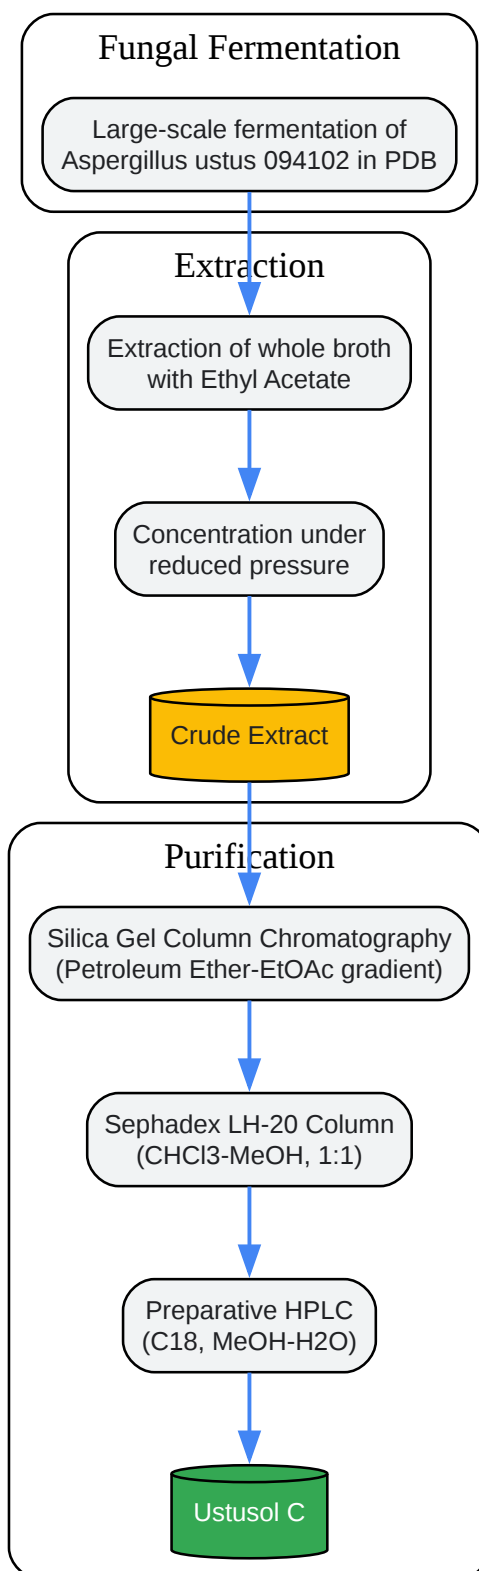 Fungal Fermentation
Large-scale fermentation of
Aspergillus ustus 094102 in PDB
Extraction
Extraction of whole broth
with Ethyl Acetate
Concentration under
reduced pressure
Crude Extract
Purification
Silica Gel Column Chromatography
(Petroleum Ether-EtOAc gradient)
Sephadex LH-20 Column
(CHCl3-MeOH, 1:1)
Preparative HPLC
(C18, MeOH-H2O)
Ustusol C